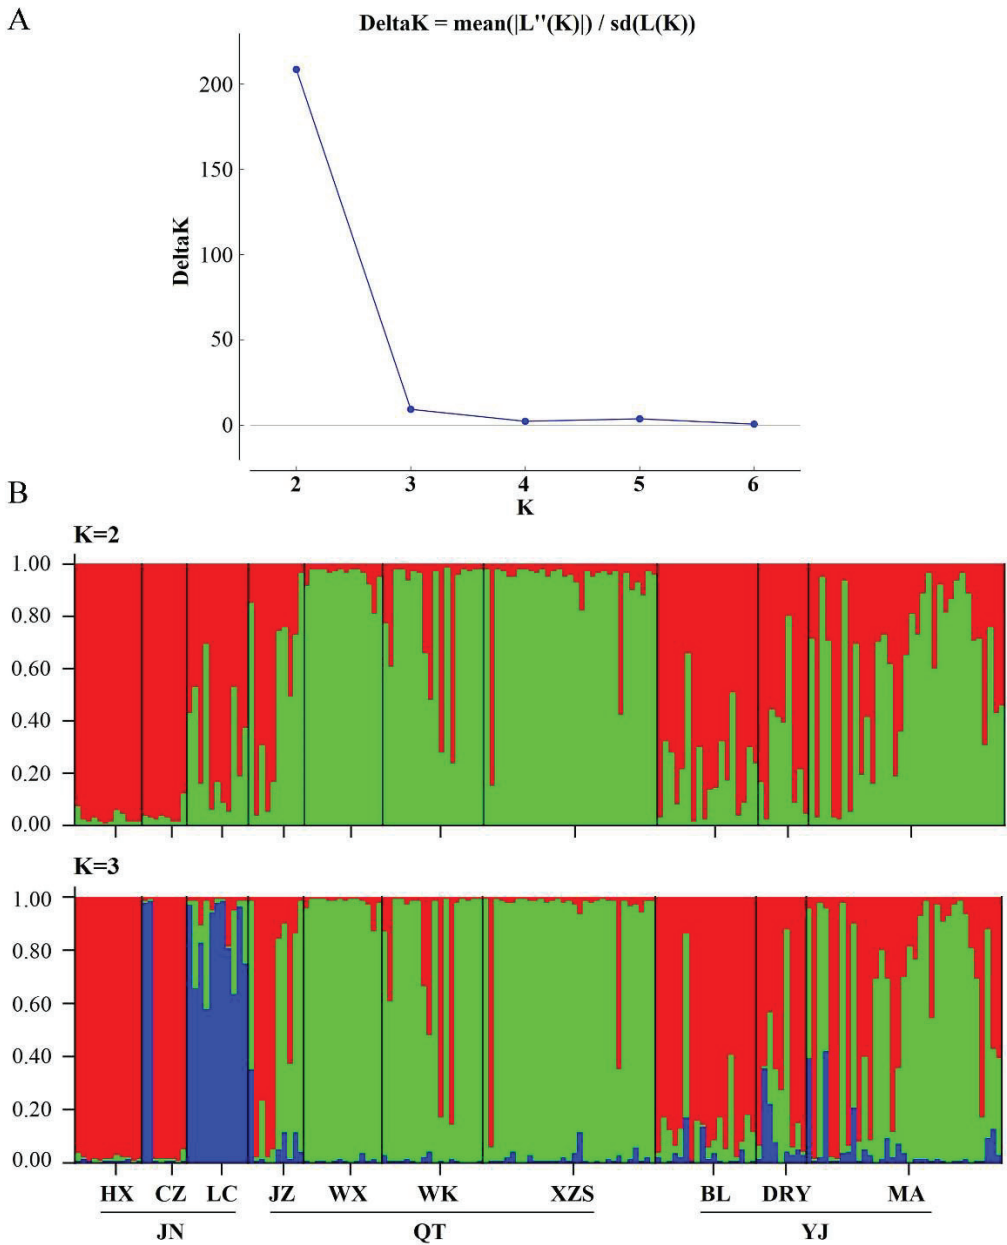 A
DeltaK = mean(|L''(K)|) / sd(L(K))
200
150
100
50
0
DeltaK
2 3 4 5 6
K
B
K=2
1.00
0.80
0.60
0.40
0.20
0.00
K=3
1.00
0.80
0.60
0.40
0.20
0.00
HX CZ LC JZ WX WK XZS BL DRY MA
JN QT YJ